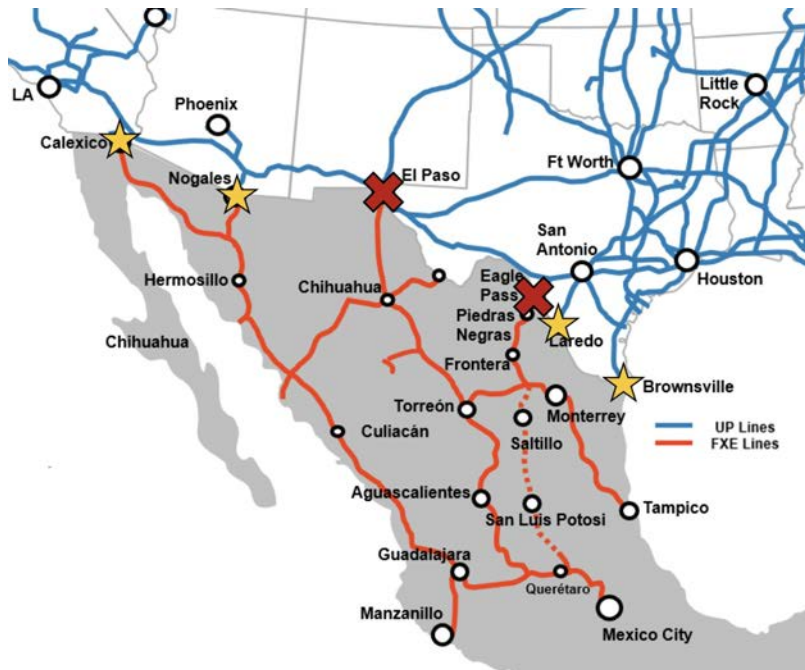 LA
Phoenix
Little
Rock
Calexico
Nogales
El Paso
Ft Worth
San
Antonio
Houston
Hermosillo
Chihuahua
Eagle
Pass
Piedras
Negras
Laredo
Chihuahua
Frontera
Brownsville
Torreón
Monterrey
UP Lines
FXE Lines
Culiacán
Saltillo
Aguascalientes
San Luis Potosi
Tampico
Guadalajara
Querétaro
Manzanillo
Mexico City